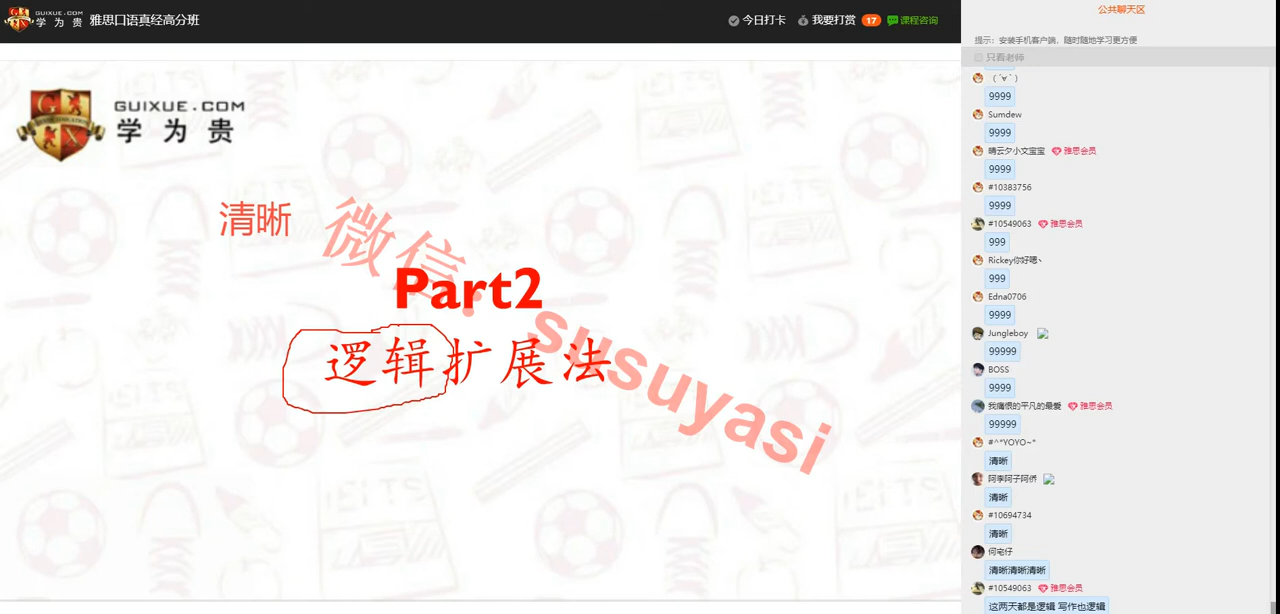 GUIXUE.COM
学为贵
雅思口语真经高分班
今日打卡
我要打赏
17
课程咨询
GUIXUE.COM
学为贵
清晰
微信:susuyasi
Part2
逻辑扩展法
公共聊天区
提示：安装手机客户端，随时随地学习更方便
只看老师
(´∀`)
9999
Sumdew
9999
晴云夕小文宝宝 雅思会员
9999
#10383756
9999
#10549063 雅思会员
999
Rickey你好嗯丶
999
Edna0706
9999
Jungleboy
99999
BOSS
9999
我痛恨的平凡的最爱 雅思会员
99999
#^*YOYO~*
清晰
阿李阿子阿侨
清晰
#10694734
清晰
何宅仔
清晰清晰清晰
#10549063 雅思会员
这两天都是逻辑 写作也逻辑